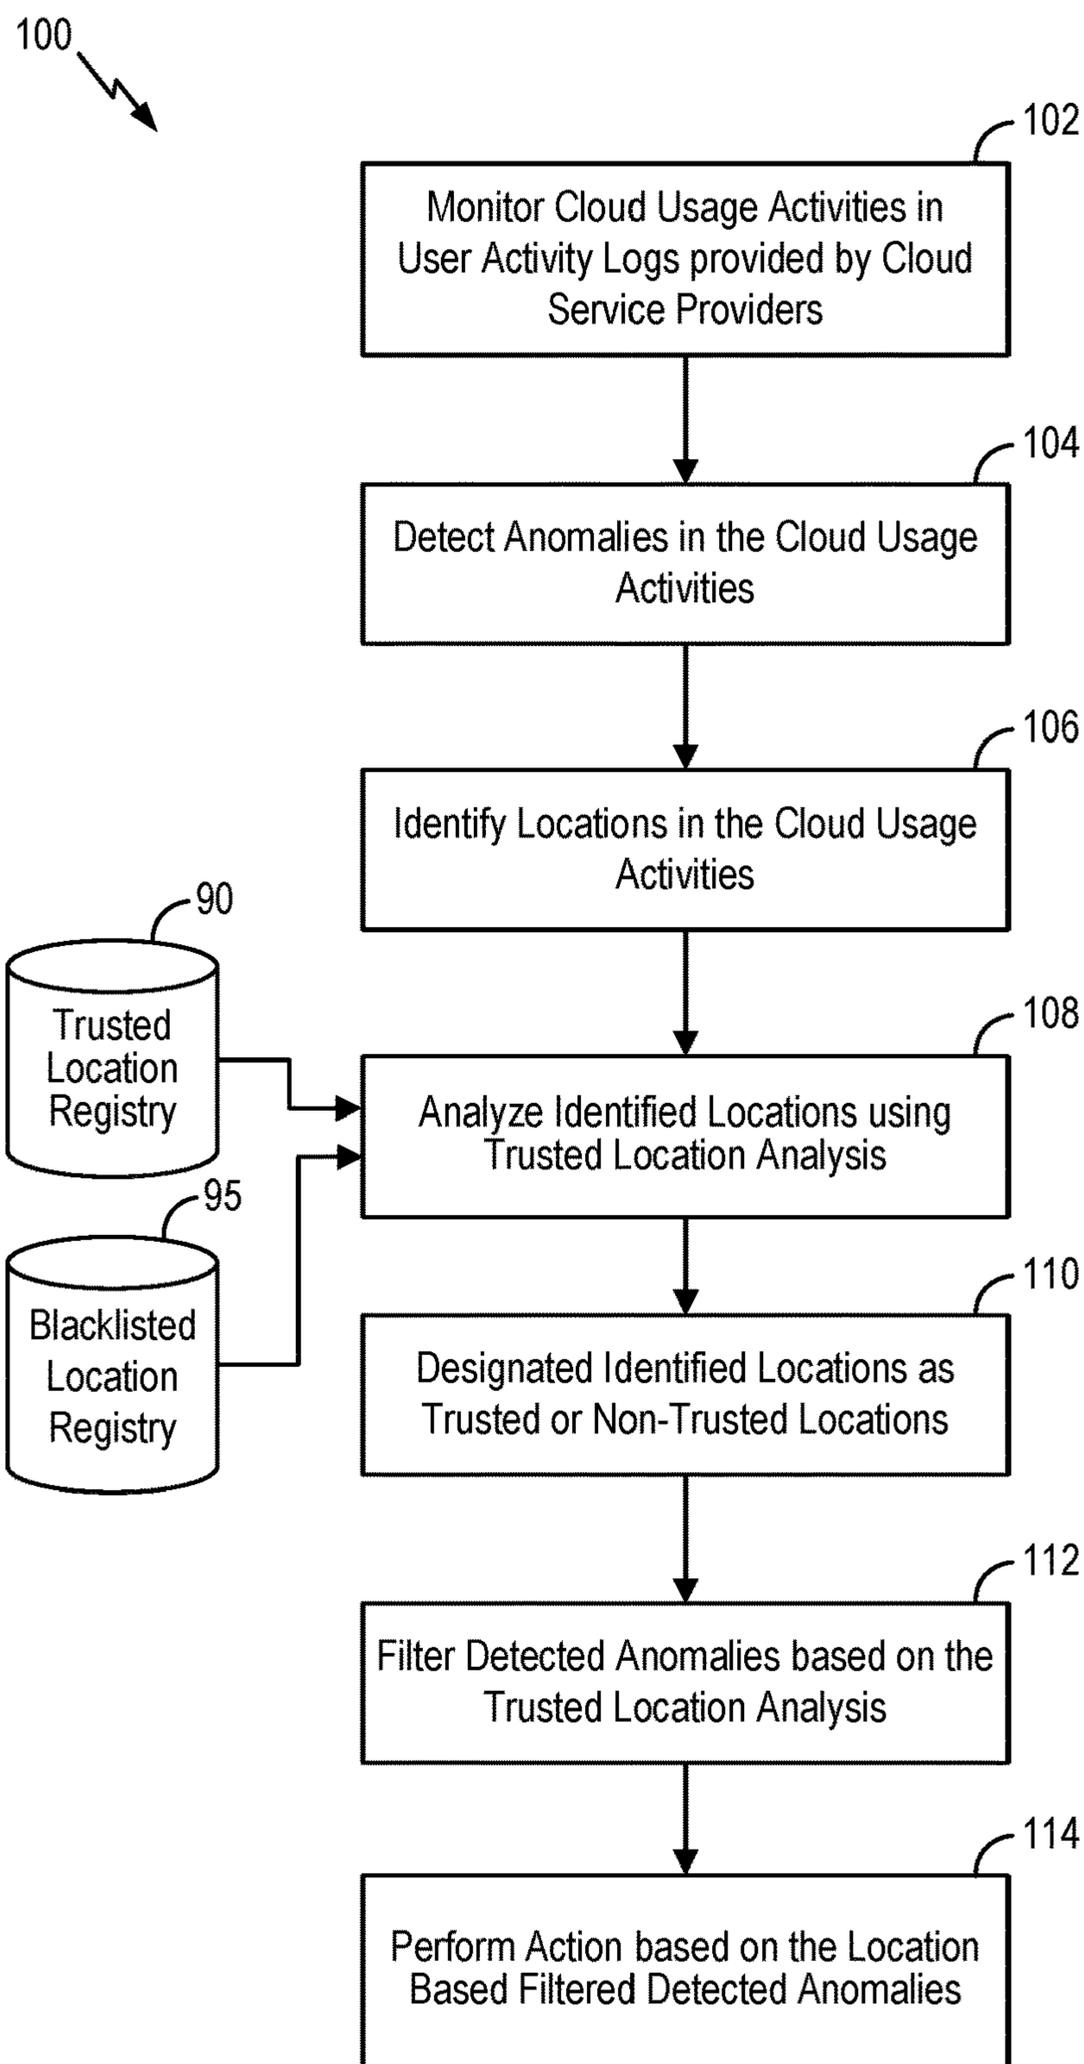 100
102
Monitor Cloud Usage Activities in
User Activity Logs provided by Cloud
Service Providers
104
Detect Anomalies in the Cloud Usage
Activities
106
Identify Locations in the Cloud Usage
Activities
90
Trusted
Location
Registry
108
Analyze Identified Locations using
Trusted Location Analysis
95
Blacklisted
Location
Registry
110
Designated Identified Locations as
Trusted or Non-Trusted Locations
112
Filter Detected Anomalies based on the
Trusted Location Analysis
114
Perform Action based on the Location
Based Filtered Detected Anomalies